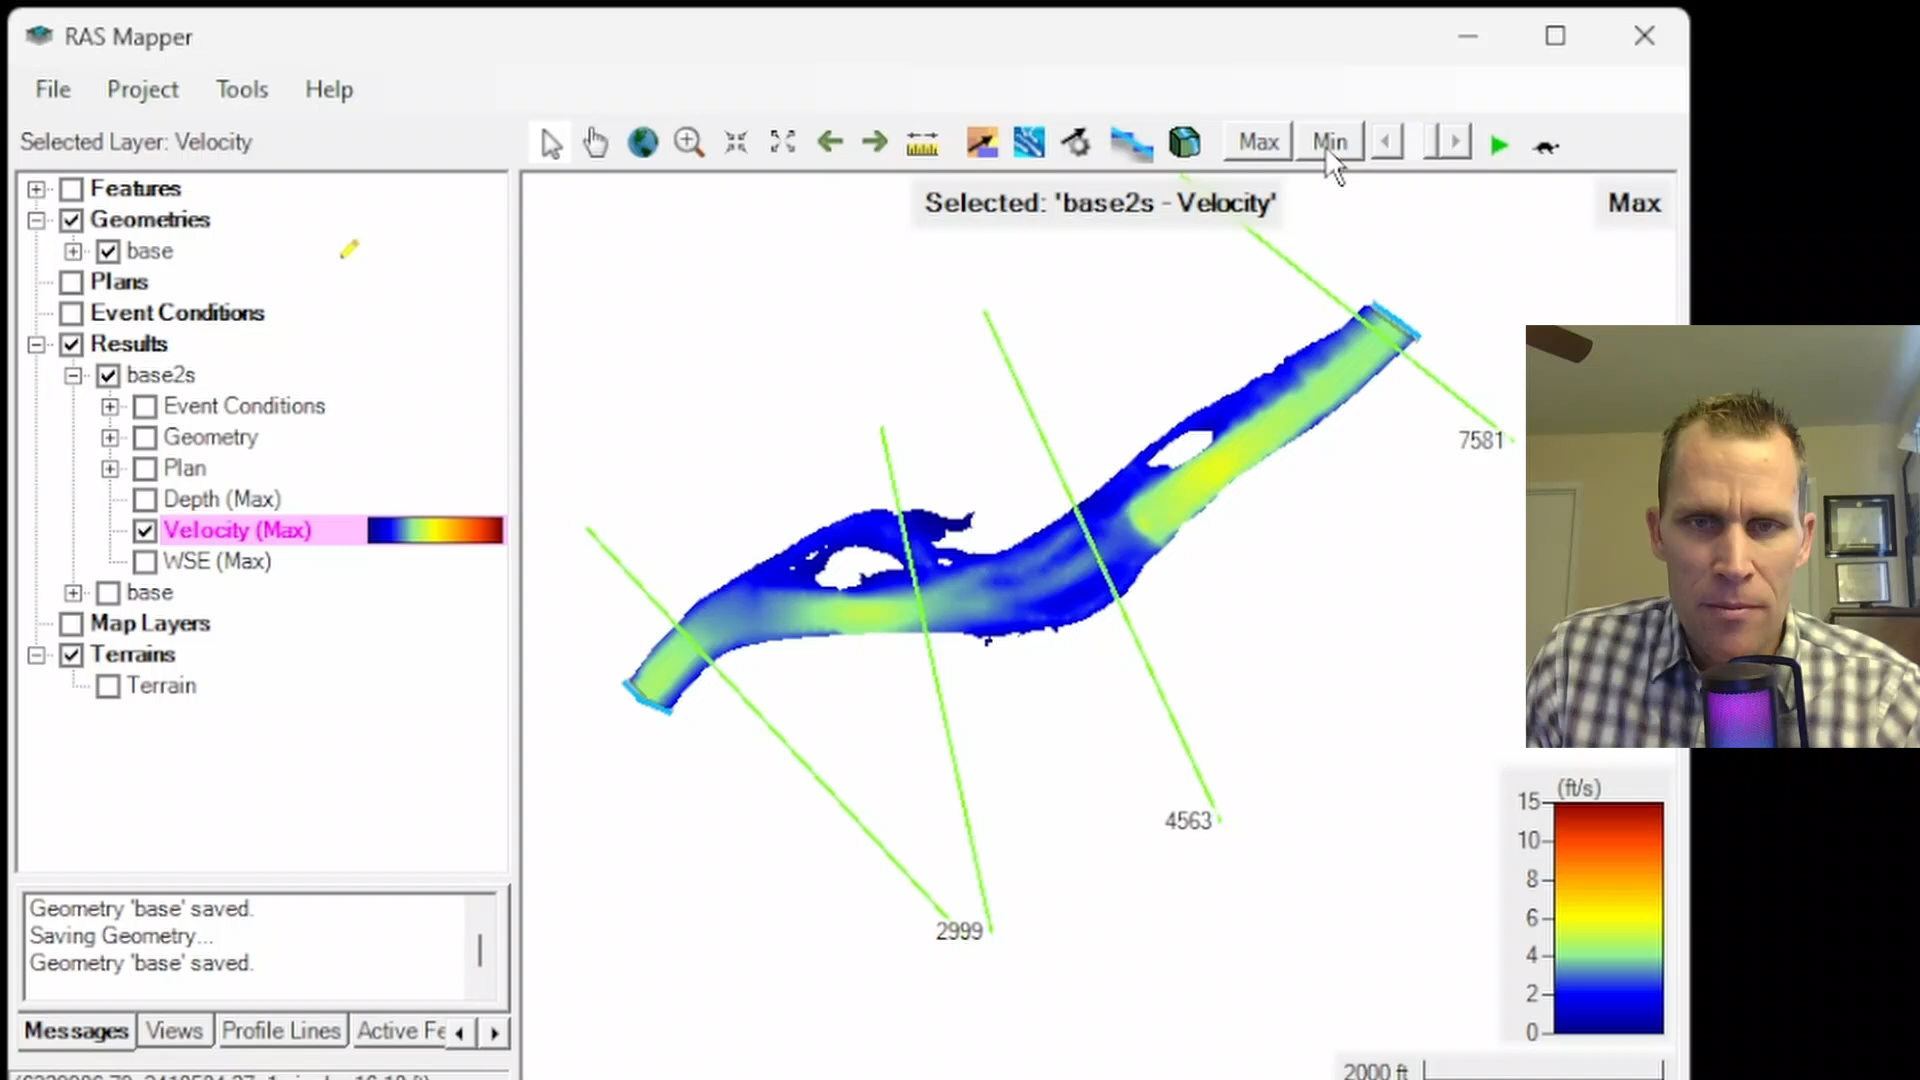 RAS Mapper
File Project Tools Help
Selected Layer: Velocity
Max Min
Features
Geometries
base
Plans
Event Conditions
Results
base2s
Event Conditions
Geometry
Plan
Depth (Max)
Velocity (Max)
WSE (Max)
base
Map Layers
Terrains
Terrain
Geometry 'base' saved.
Saving Geometry...
Geometry 'base' saved.
Messages Views Profile Lines Active Fe
Selected: 'base2s - Velocity'
Max
7581
4563
2999
(ft/s)
15
10
8
6
4
2
0
2000 ft